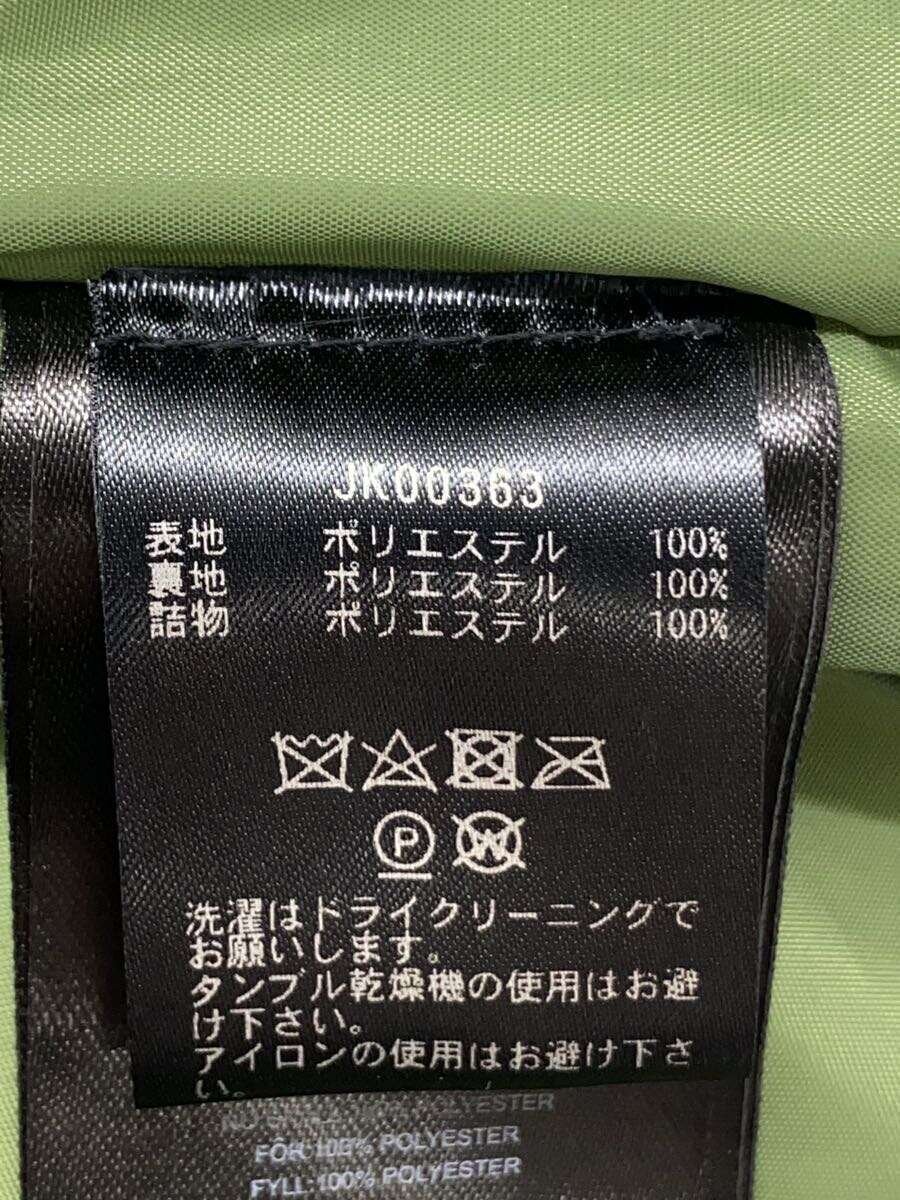 JK00363
表地 ポリエステル 100%
裏地 ポリエステル 100%
詰物 ポリエステル 100%
P W
洗濯はドライクリーニングで
お願いします。
タンブル乾燥機の使用はお避
け下さい。
アイロンの使用はお避け下さ
い。
POLYESTER
FOR:100% POLYESTER
FYLL:100% POLYESTER